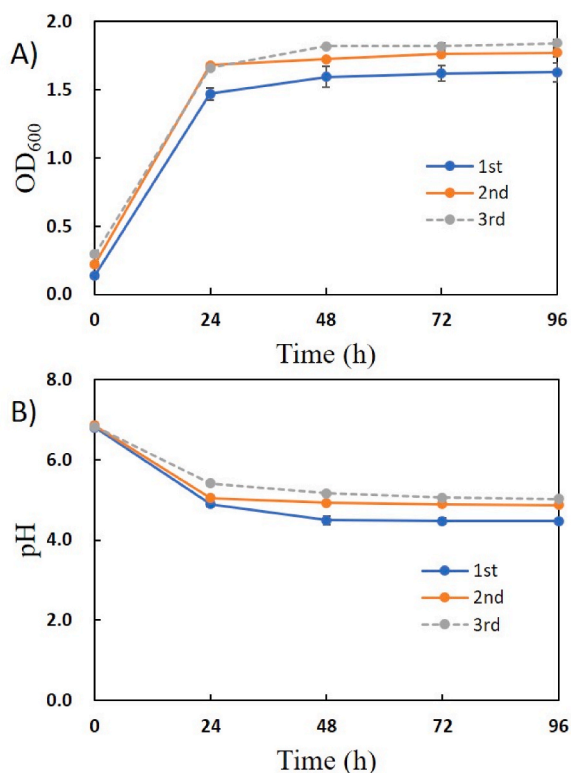 A)
2.0
1.5
1.0
0.5
0.0
OD600
1st
2nd
3rd
0 24 48 72 96
Time (h)
B)
8.0
6.0
4.0
2.0
0.0
pH
1st
2nd
3rd
0 24 48 72 96
Time (h)